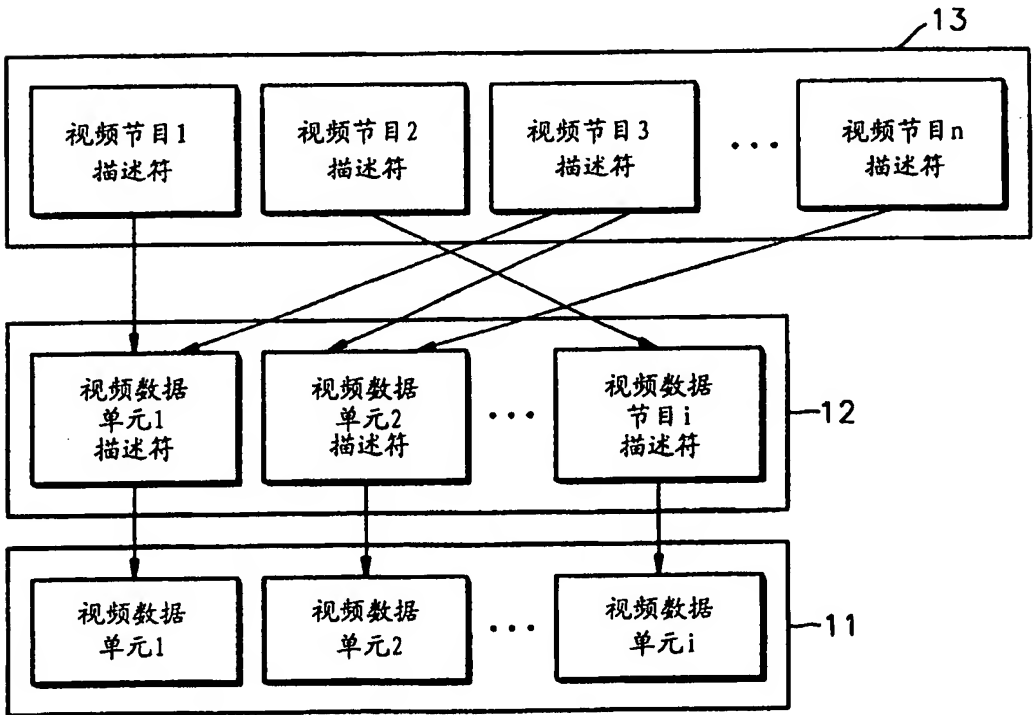 13
视频节目1
描述符
视频节目2
描述符
视频节目3
描述符
•••
视频节目n
描述符
视频数据
单元1
描述符
视频数据
单元2
描述符
•••
视频数据
节目i
描述符
12
视频数据
单元1
视频数据
单元2
•••
视频数据
单元i
11